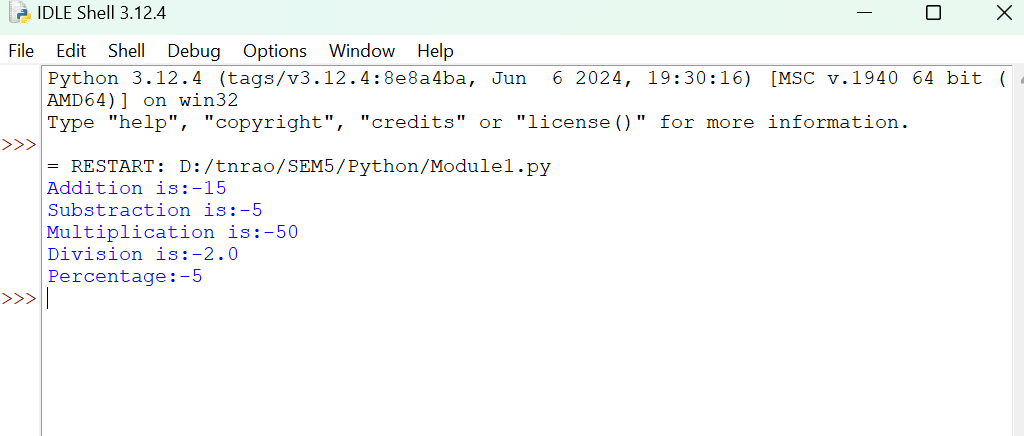 IDLE Shell 3.12.4
File Edit Shell Debug Options Window Help
Python 3.12.4 (tags/v3.12.4:8e8a4ba, Jun  6 2024, 19:30:16) [MSC v.1940 64 bit (
AMD64)] on win32
Type "help", "copyright", "credits" or "license()" for more information.
>>>
= RESTART: D:/tnrao/SEM5/Python/Module1.py
Addition is:-15
Substraction is:-5
Multiplication is:-50
Division is:-2.0
Percentage:-5
>>>